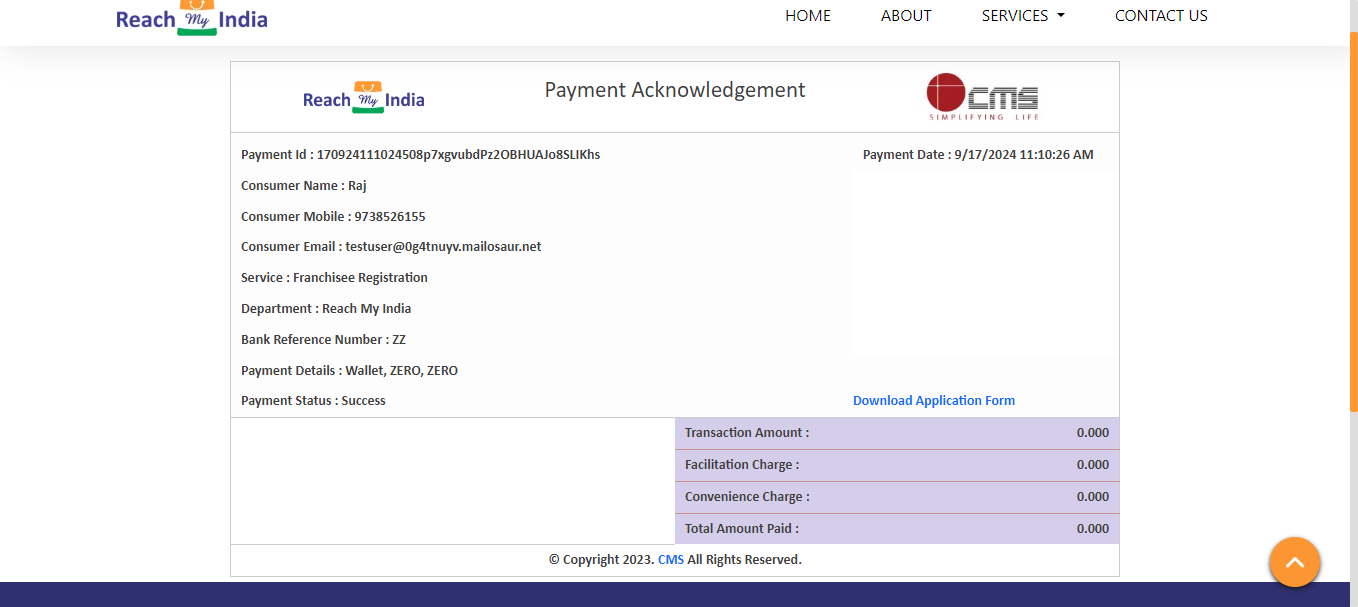 Reach My India
HOME ABOUT SERVICES CONTACT US
Reach My India
Payment Acknowledgement
CMS
SIMPLIFYING LIFE
Payment Id : 170924111024508p7xgvubdPz2OBHUAJo8SLIKhs
Payment Date : 9/17/2024 11:10:26 AM
Consumer Name : Raj
Consumer Mobile : 9738526155
Consumer Email : testuser@0g4tnuyv.mailosaur.net
Service : Franchisee Registration
Department : Reach My India
Bank Reference Number : ZZ
Payment Details : Wallet, ZERO, ZERO
Payment Status : Success
Download Application Form
Transaction Amount : 0.000
Facilitation Charge : 0.000
Convenience Charge : 0.000
Total Amount Paid : 0.000
© Copyright 2023. CMS All Rights Reserved.